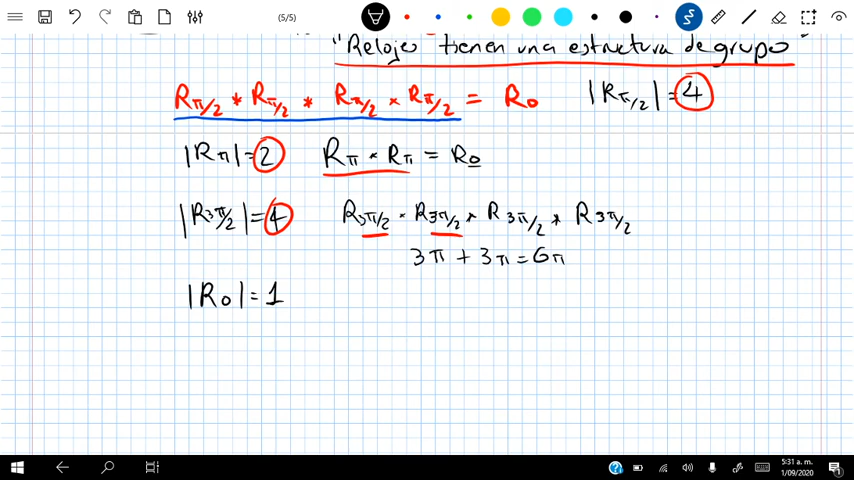 (5/5)
"Relojes tienen una estructura de grupo"
Rπ/2 * Rπ/2 * Rπ/2 * Rπ/2 = R0 |Rπ/2| = 4
|Rπ| = 2 Rπ * Rπ = R0
|R3π/2| = 4 R3π/2 * R3π/2 * R3π/2 * R3π/2
3π + 3π = 6π
|R0| = 1
5:31 a. m.
1/09/2020